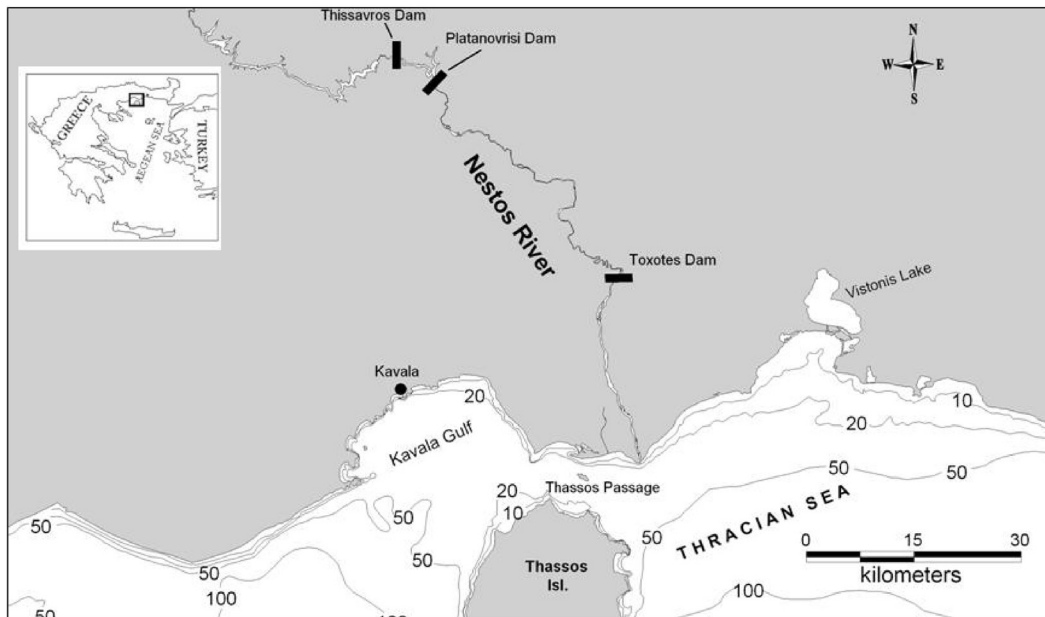 Thissavros Dam
Platanovrisi Dam
N
W E
S
GREECE
AEGEAN SEA
TURKEY
Nestos River
Toxotes Dam
Vistonis Lake
Kavala
20
10
20
Kavala Gulf
50
50
Thassos Passage
20
10
50
50
50
THRACIAN SEA
0 15 30
kilometers
50
Thassos
Isl.
50
100
100
50